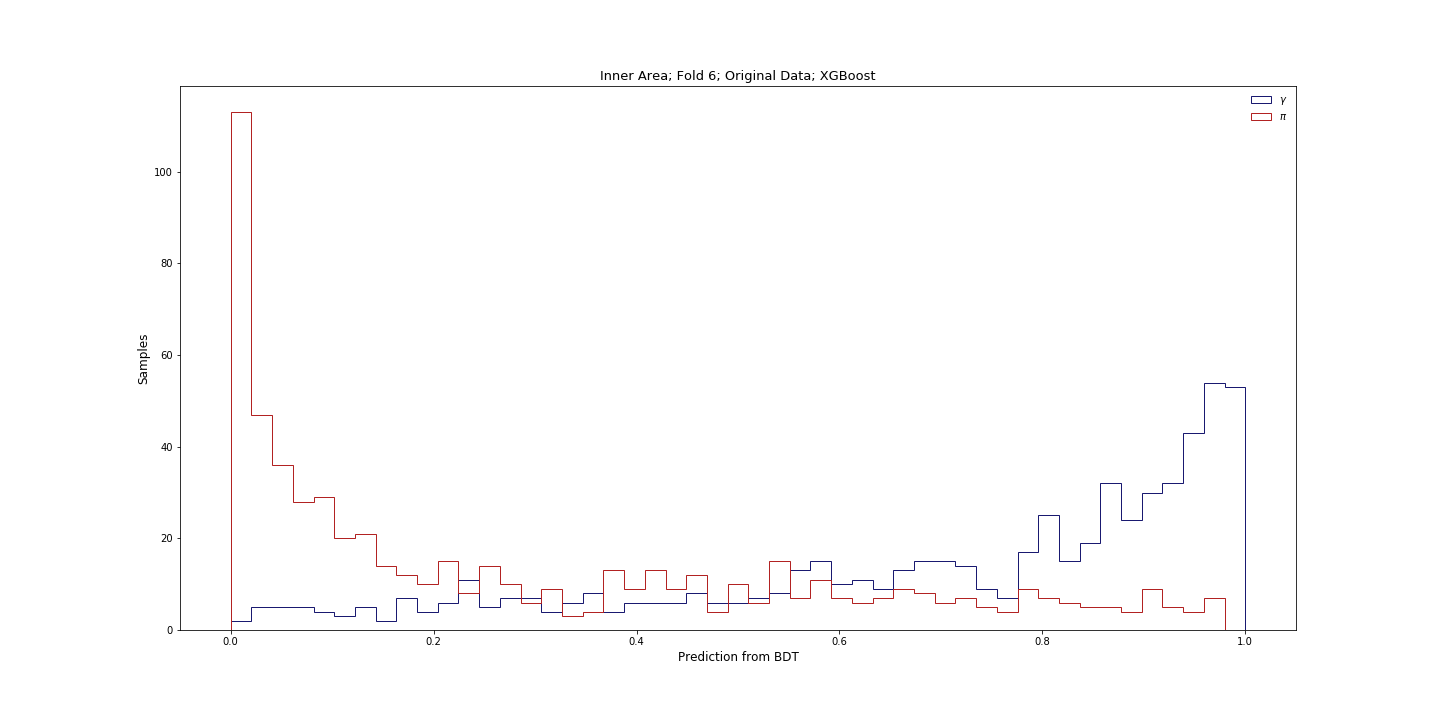 Inner Area; Fold 6; Original Data; XGBoost
γ
π
100
80
60
40
20
0
Samples
0.0 0.2 0.4 0.6 0.8 1.0
Prediction from BDT